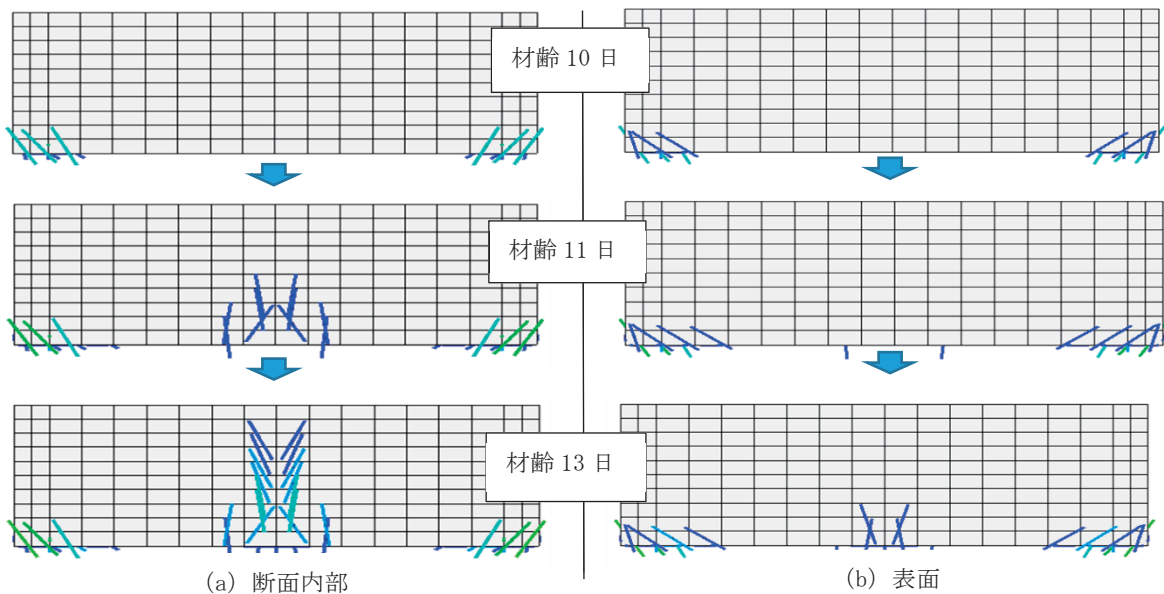 材齢 10 日
材齢 11 日
材齢 13 日
(a) 断面内部
(b) 表面